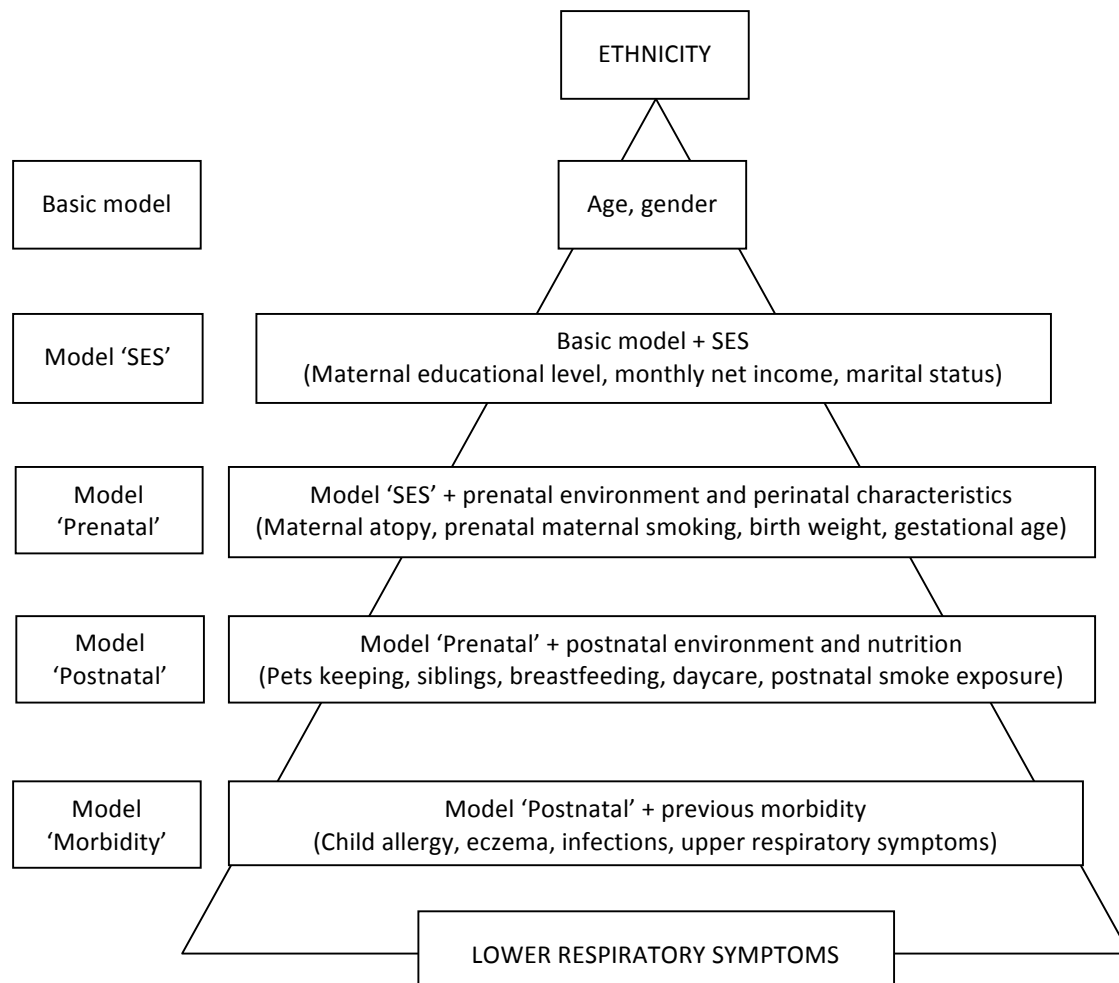 ETHNICITY
Basic model
Age, gender
Model ‘SES’
Basic model + SES
(Maternal educational level, monthly net income, marital status)
Model
‘Prenatal’
Model ‘SES’ + prenatal environment and perinatal characteristics
(Maternal atopy, prenatal maternal smoking, birth weight, gestational age)
Model
‘Postnatal’
Model ‘Prenatal’ + postnatal environment and nutrition
(Pets keeping, siblings, breastfeeding, daycare, postnatal smoke exposure)
Model
‘Morbidity’
Model ‘Postnatal’ + previous morbidity
(Child allergy, eczema, infections, upper respiratory symptoms)
LOWER RESPIRATORY SYMPTOMS